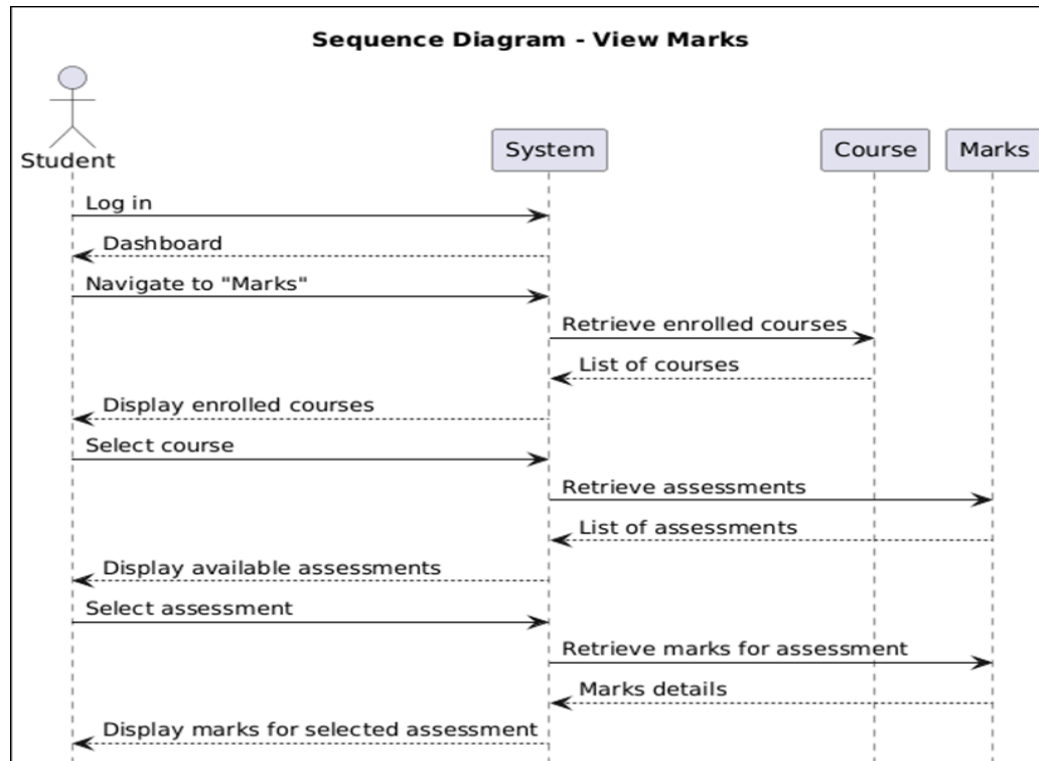 Sequence Diagram - View Marks
Student
System
Course
Marks
Log in
Dashboard
Navigate to "Marks"
Retrieve enrolled courses
List of courses
Display enrolled courses
Select course
Retrieve assessments
List of assessments
Display available assessments
Select assessment
Retrieve marks for assessment
Marks details
Display marks for selected assessment